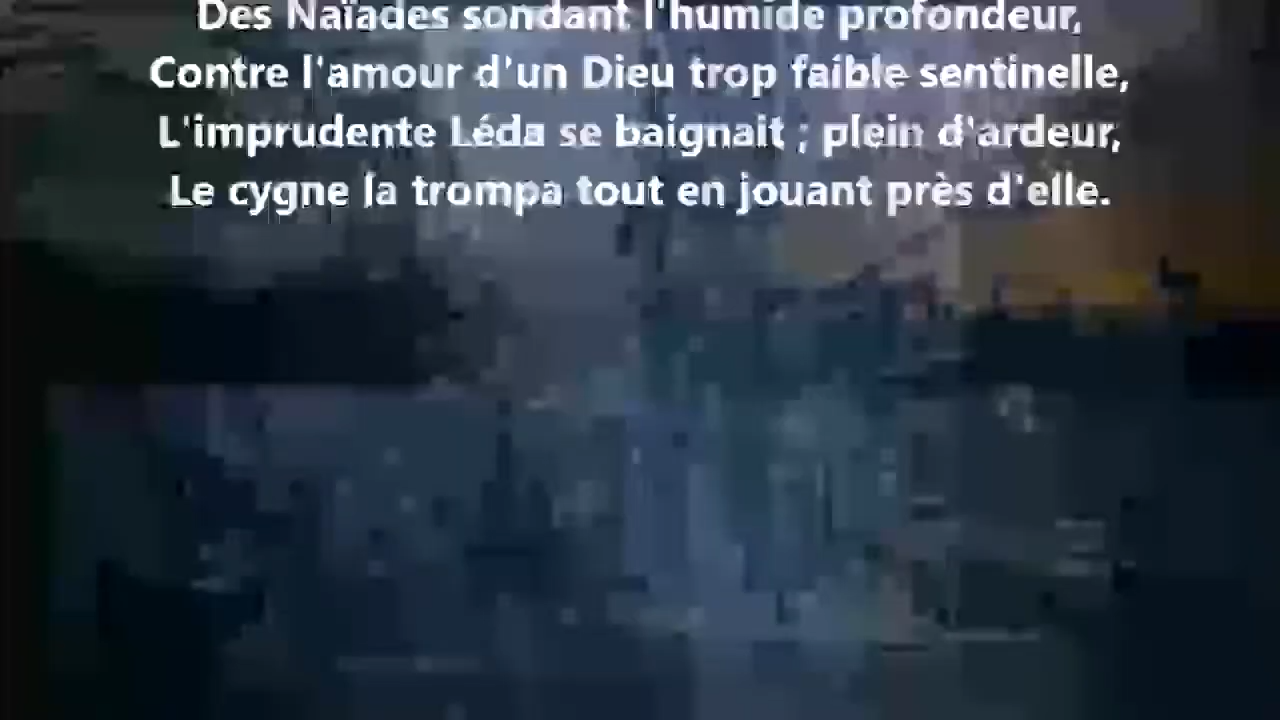 Des Naïades sondant l'humide profondeur,
Contre l'amour d'un Dieu trop faible sentinelle,
L'imprudente Léda se baignait ; plein d'ardeur,
Le cygne la trompa tout en jouant près d'elle.